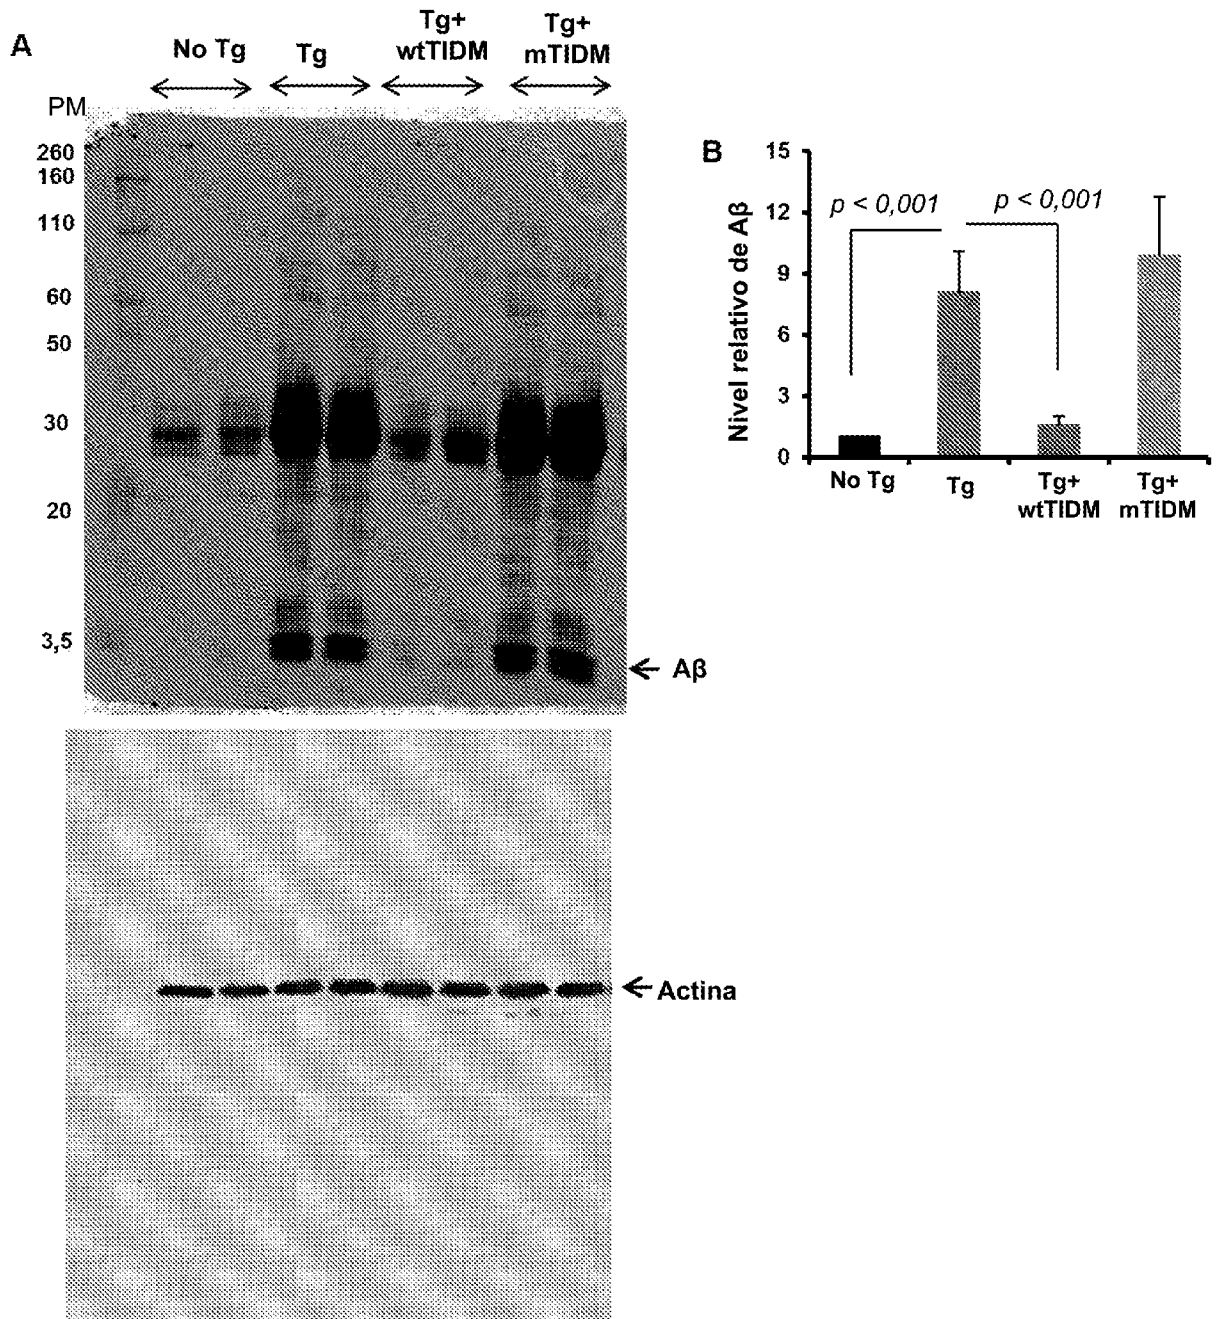 A
No Tg
Tg
Tg+
wtTIDM
Tg+
mTIDM
PM
260
160
110
60
50
30
20
3,5
Aβ
Actina
B
Nivel relativo de Aβ
15
12
9
6
3
0
p < 0,001
p < 0,001
No Tg
Tg
Tg+
wtTIDM
Tg+
mTIDM